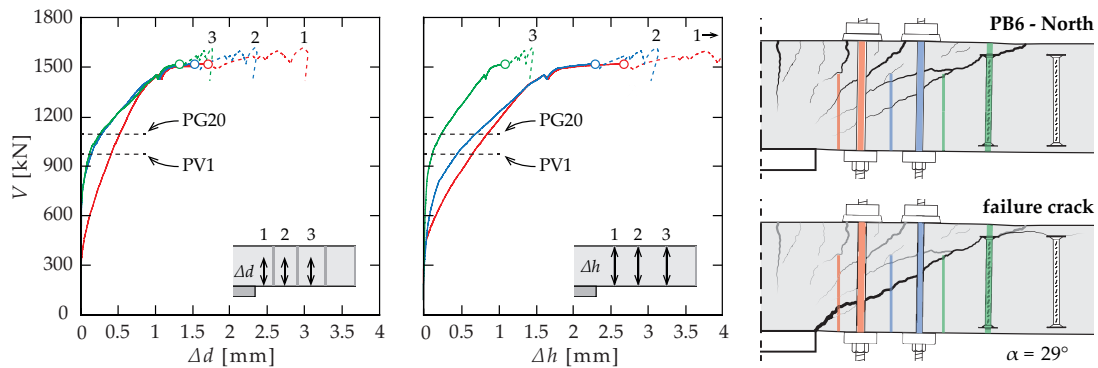 1800
1500
1200
900
600
300
0
V [kN]
0 0.5 1 1.5 2 2.5 3 3.5 4
Δd [mm]
3 2 1
PG20
PV1
1 2 3
Δd
0 0.5 1 1.5 2 2.5 3 3.5 4
Δh [mm]
3 2 1
PG20
PV1
1 2 3
Δh
PB6 - North
failure crack
α = 29°